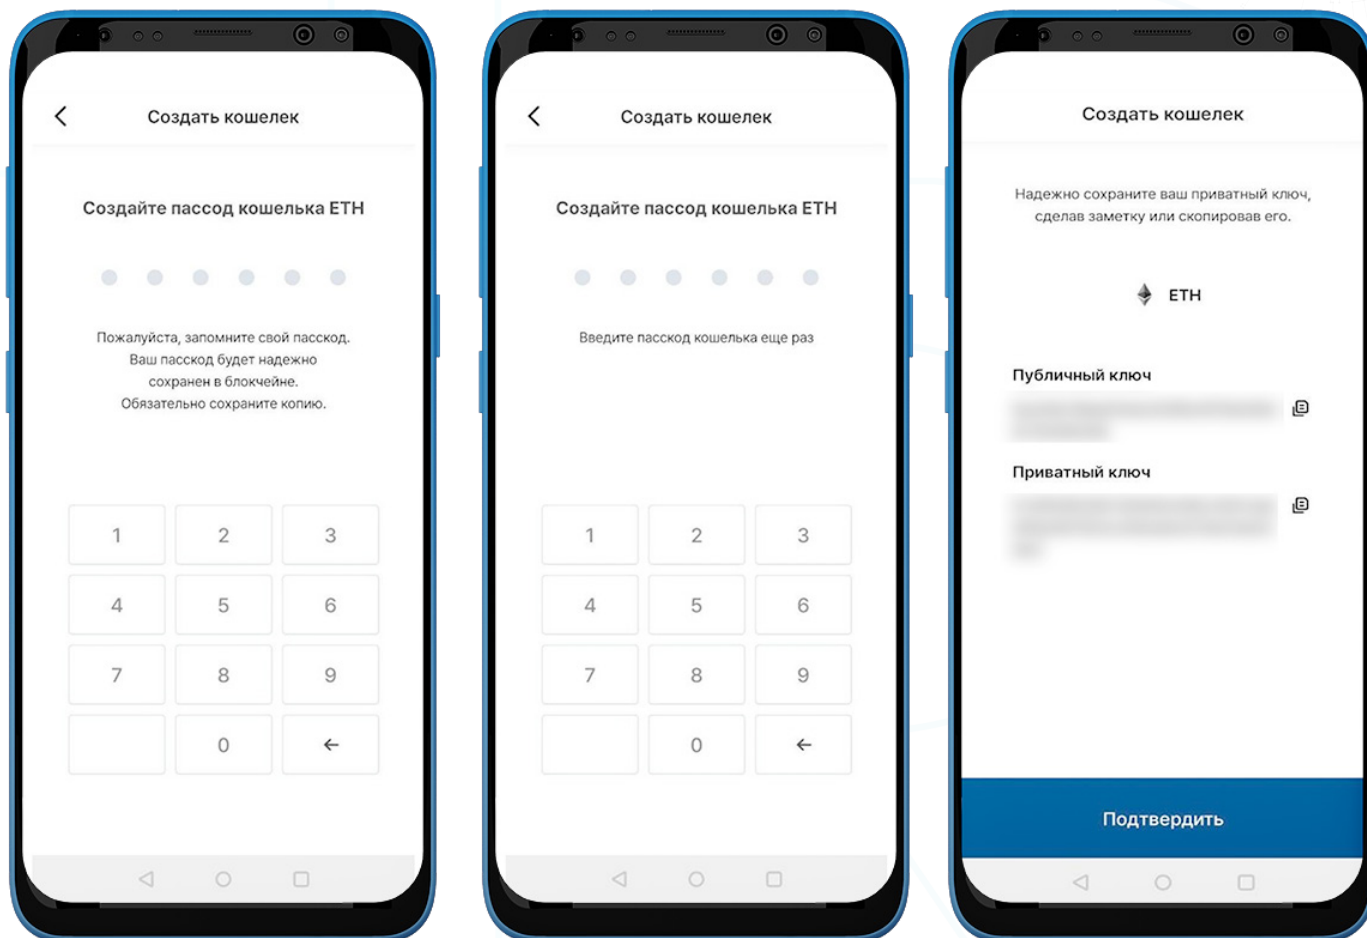 Создать кошелек
Создайте пассод кошелька ETH
Пожалуйста, запомните свой пасскод.
Ваш пасскод будет надежно
сохранен в блокчейне.
Обязательно сохраните копию.
1 2 3
4 5 6
7 8 9
0
Создать кошелек
Создайте пассод кошелька ETH
Введите пасскод кошелька еще раз
1 2 3
4 5 6
7 8 9
0
Создать кошелек
Надежно сохраните ваш приватный ключ,
сделав заметку или скопировав его.
ETH
Публичный ключ
Приватный ключ
Подтвердить